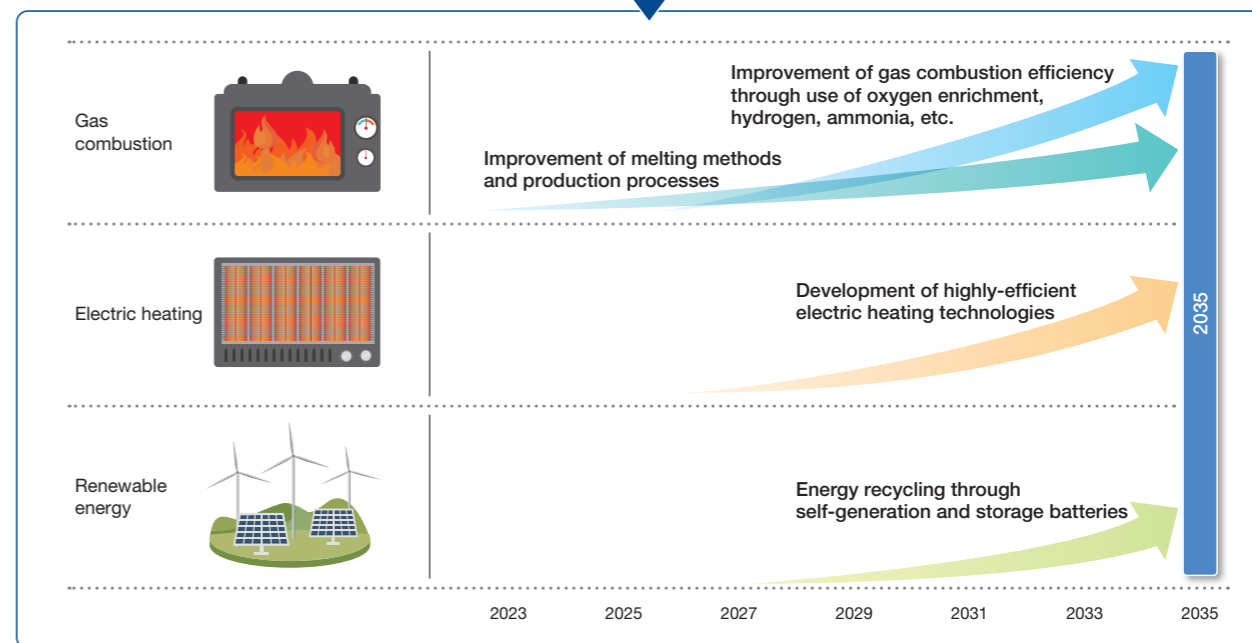 Gas
combustion
Improvement of gas combustion efficiency
through use of oxygen enrichment,
hydrogen, ammonia, etc.
Improvement of melting methods
and production processes
Electric heating
Development of highly-efficient
electric heating technologies
Renewable
energy
Energy recycling through
self-generation and storage batteries
2035
2023
2025
2027
2029
2031
2033
2035